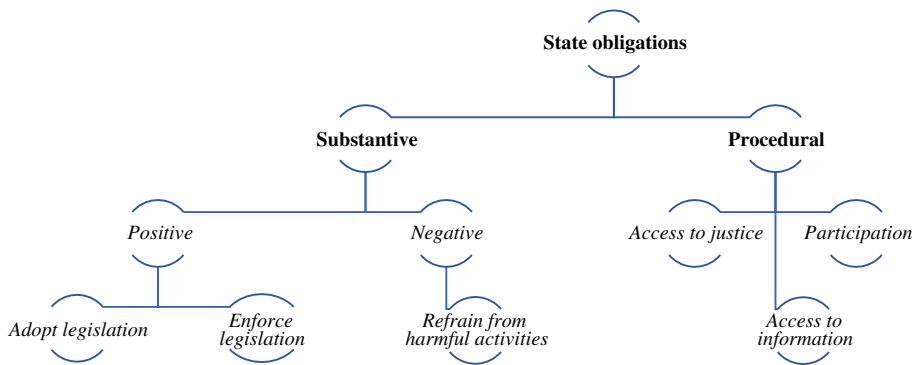 State obligations
Substantive
Procedural
Positive
Negative
Access to justice
Participation
Adopt legislation
Enforce
legislation
Refrain from
harmful activities
Access to
information